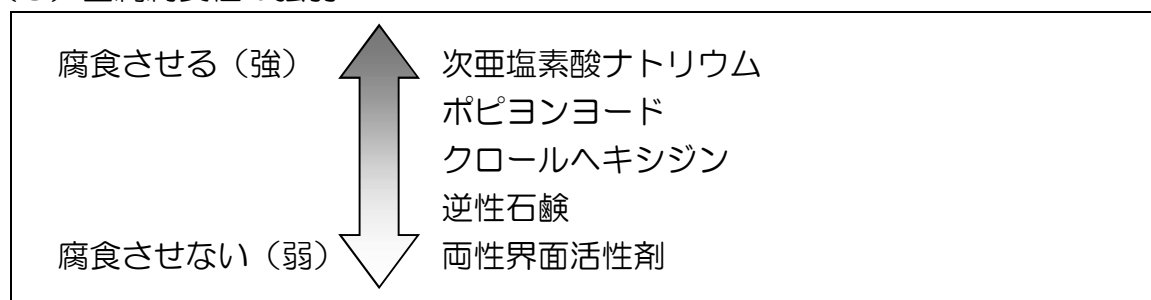 腐食させる（強）
次亜塩素酸ナトリウム
ポピヨンヨード
クロールヘキシジン
逆性石鹸
腐食させない（弱）
両性界面活性剤